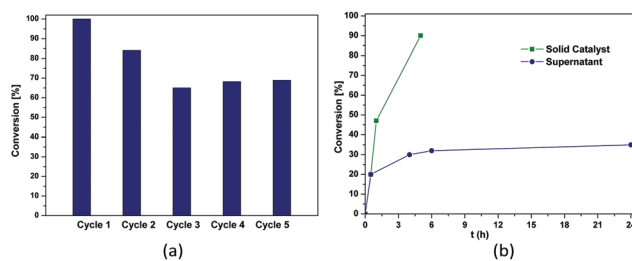 100
90
80
70
60
50
40
30
20
10
0
Conversion [%]
Cycle 1 Cycle 2 Cycle 3 Cycle 4 Cycle 5
(a)
100
90
80
70
60
50
40
30
20
10
0
Conversion [%]
Solid Catalyst
Supernatant
0 3 6 9 12 15 18 21 24
t (h)
(b)